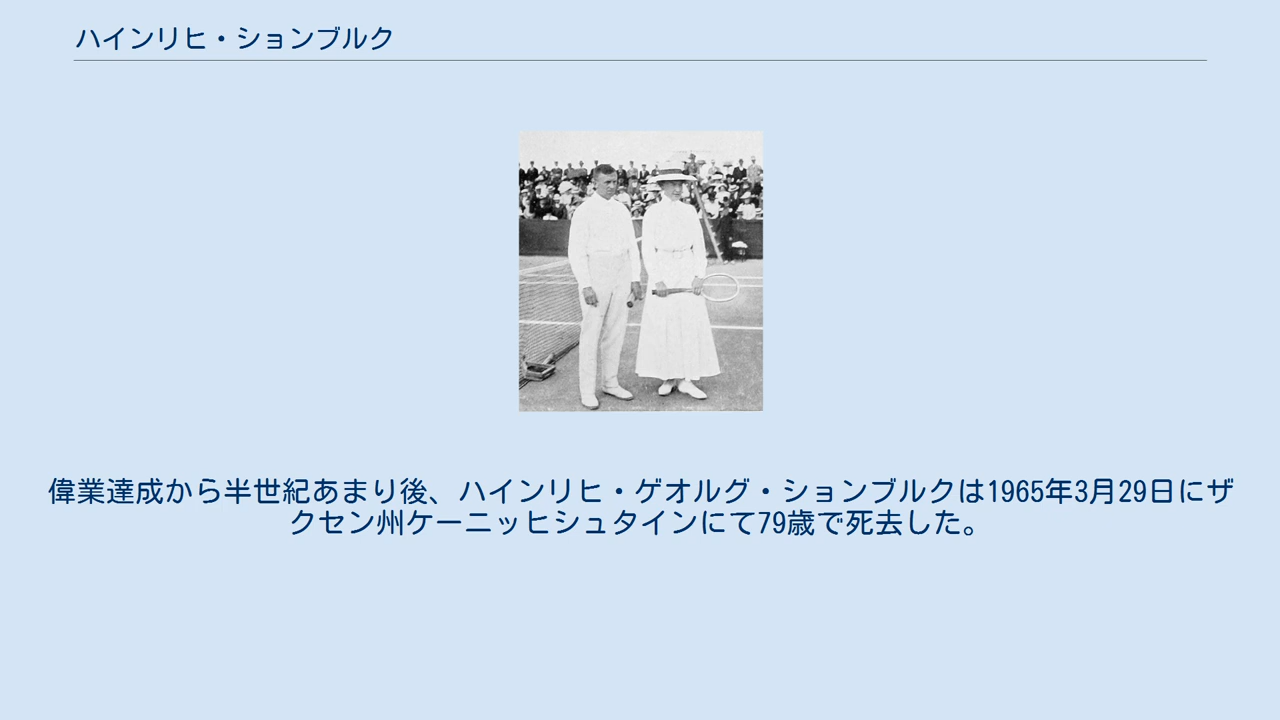 ハインリヒ・ションブルク
偉業達成から半世紀あまり後、ハインリヒ・ゲオルグ・ションブルクは1965年3月29日にザ
クセン州ケーニッヒシュタインにて79歳で死去した。